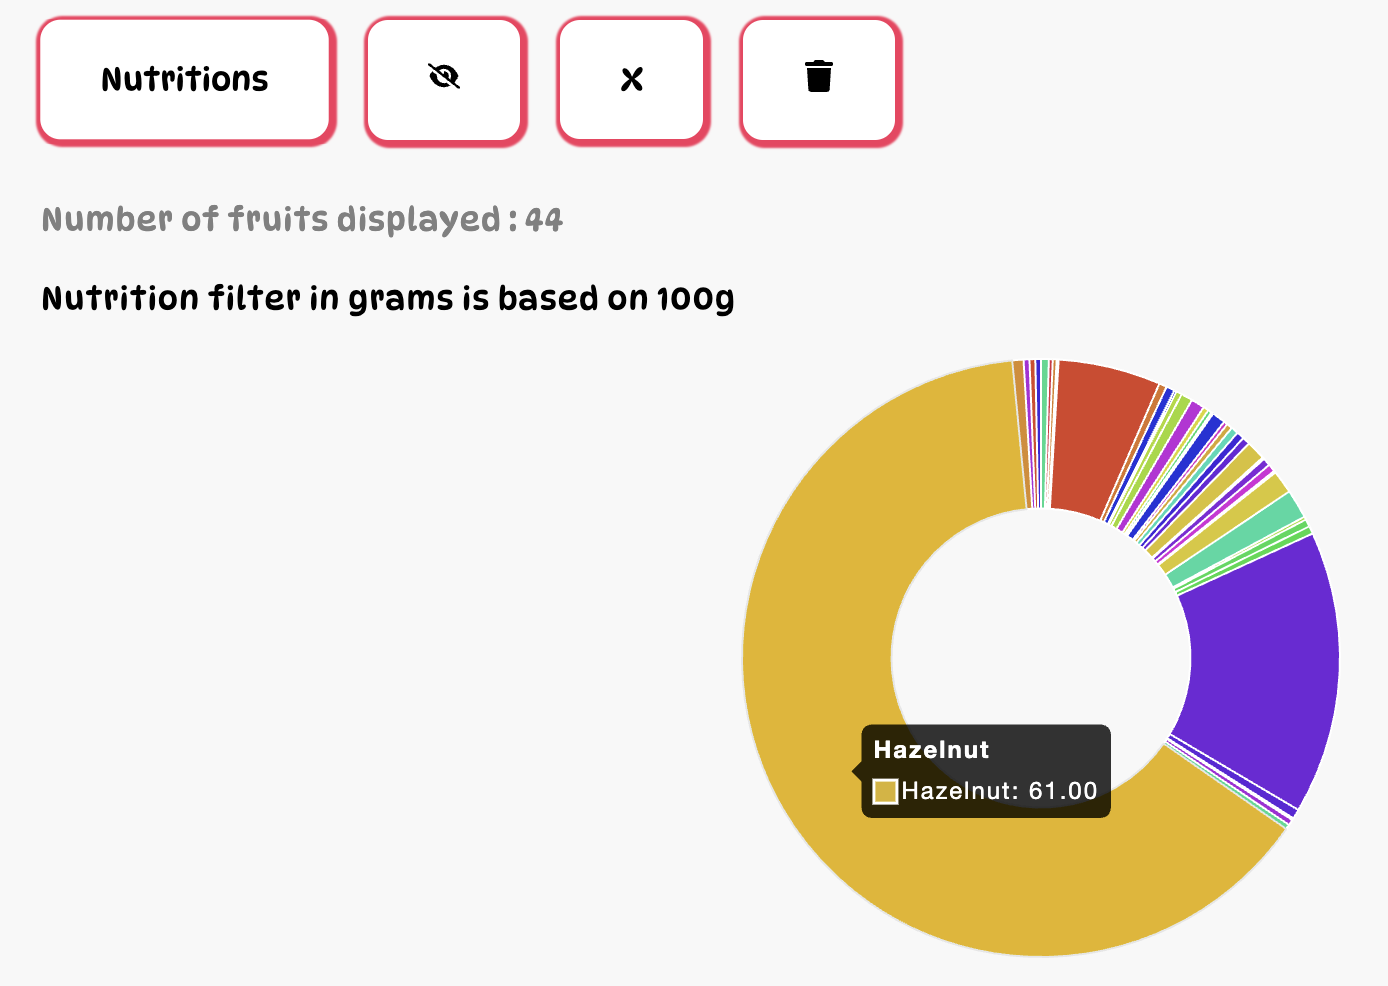 Nutritions
X
Number of fruits displayed : 44
Nutrition filter in grams is based on 100g
Hazelnut
Hazelnut: 61.00